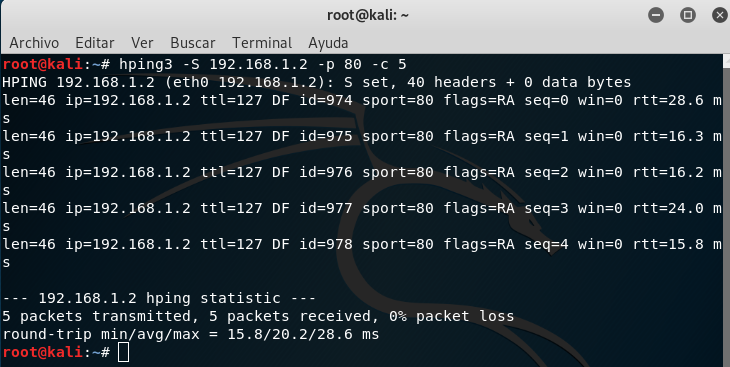 root@kali: ~
Archivo Editar Ver Buscar Terminal Ayuda
root@kali:~# hping3 -S 192.168.1.2 -p 80 -c 5
HPING 192.168.1.2 (eth0 192.168.1.2): S set, 40 headers + 0 data bytes
len=46 ip=192.168.1.2 ttl=127 DF id=974 sport=80 flags=RA seq=0 win=0 rtt=28.6 m
s
len=46 ip=192.168.1.2 ttl=127 DF id=975 sport=80 flags=RA seq=1 win=0 rtt=16.3 m
s
len=46 ip=192.168.1.2 ttl=127 DF id=976 sport=80 flags=RA seq=2 win=0 rtt=16.2 m
s
len=46 ip=192.168.1.2 ttl=127 DF id=977 sport=80 flags=RA seq=3 win=0 rtt=24.0 m
s
len=46 ip=192.168.1.2 ttl=127 DF id=978 sport=80 flags=RA seq=4 win=0 rtt=15.8 m
s
--- 192.168.1.2 hping statistic ---
5 packets transmitted, 5 packets received, 0% packet loss
round-trip min/avg/max = 15.8/20.2/28.6 ms
root@kali:~#